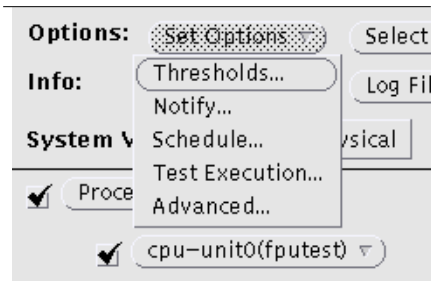 Options: Set Options Select
Info: Thresholds... Log Fil
Notify...
System V Schedule... ysical
Test Execution...
Proce Advanced...
cpu-unit0(fputest)